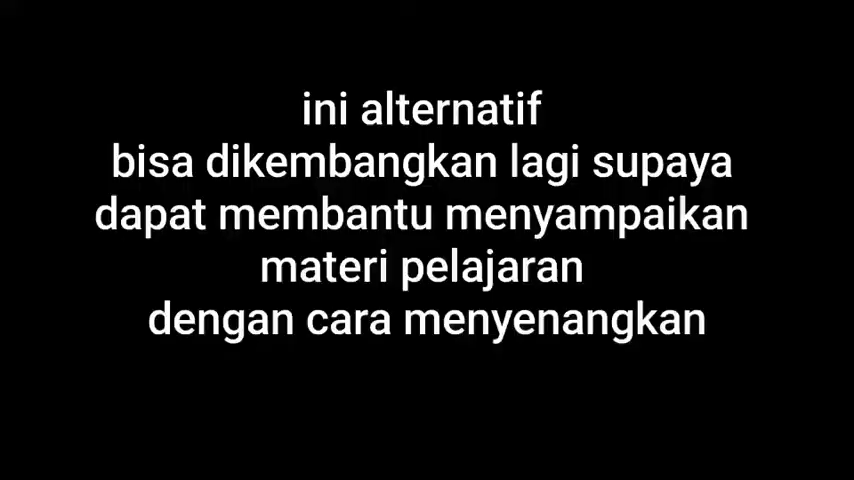 ini alternatif
bisa dikembangkan lagi supaya
dapat membantu menyampaikan
materi pelajaran
dengan cara menyenangkan